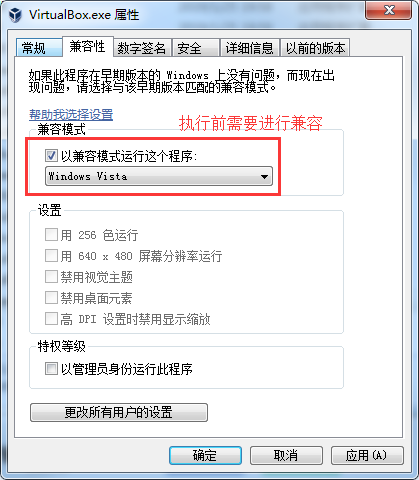 VirtualBox.exe 属性
常规 兼容性 数字签名 安全 详细信息 以前的版本
如果此程序在早期版本的 Windows 上没有问题，而现在出
现问题，请选择与该早期版本匹配的兼容模式。
帮助我选择设置
执行前需要进行兼容
兼容模式
以兼容模式运行这个程序:
Windows Vista
设置
用 256 色运行
用 640 x 480 屏幕分辨率运行
禁用视觉主题
禁用桌面元素
高 DPI 设置时禁用显示缩放
特权等级
以管理员身份运行此程序
更改所有用户的设置
确定 取消 应用(A)